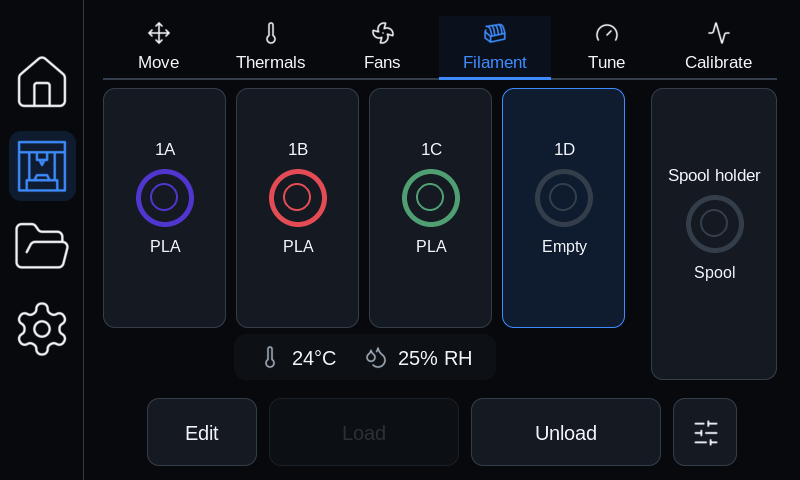 Move
Thermals
Fans
Filament
Tune
Calibrate
1A
PLA
1B
PLA
1C
PLA
1D
Empty
Spool holder
Spool
24°C
25% RH
Edit
Load
Unload